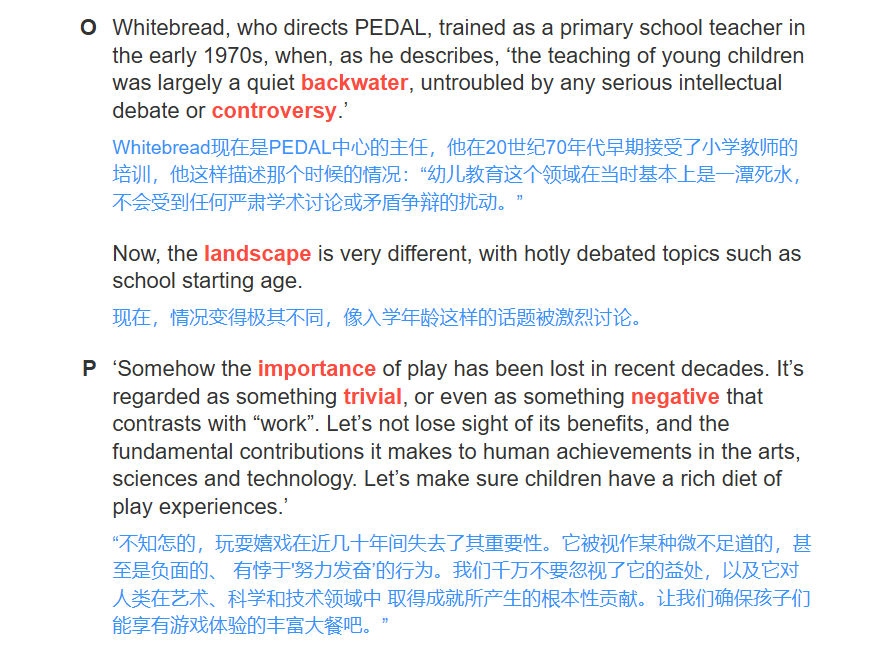 O Whitebread, who directs PEDAL, trained as a primary school teacher in
the early 1970s, when, as he describes, ‘the teaching of young children
was largely a quiet backwater, untroubled by any serious intellectual
debate or controversy.’
Whitebread现在是PEDAL中心的主任，他在20世纪70年代早期接受了小学教师的
培训，他这样描述那个时候的情况：“幼儿教育这个领域在当时基本上是一潭死水，
不会受到任何严肃学术讨论或矛盾争辩的扰动。”
Now, the landscape is very different, with hotly debated topics such as
school starting age.
现在，情况变得极其不同，像入学年龄这样的话题被激烈讨论。
P ‘Somehow the importance of play has been lost in recent decades. It’s
regarded as something trivial, or even as something negative that
contrasts with “work”. Let’s not lose sight of its benefits, and the
fundamental contributions it makes to human achievements in the arts,
sciences and technology. Let’s make sure children have a rich diet of
play experiences.’
“不知怎的，玩耍嬉戏在近几十年间失去了其重要性。它被视作某种微不足道的，甚
至是负面的、 有悖于'努力发奋’的行为。我们千万不要忽视了它的益处，以及它对
人类在艺术、科学和技术领域中 取得成就所产生的根本性贡献。让我们确保孩子们
能享有游戏体验的丰富大餐吧。”